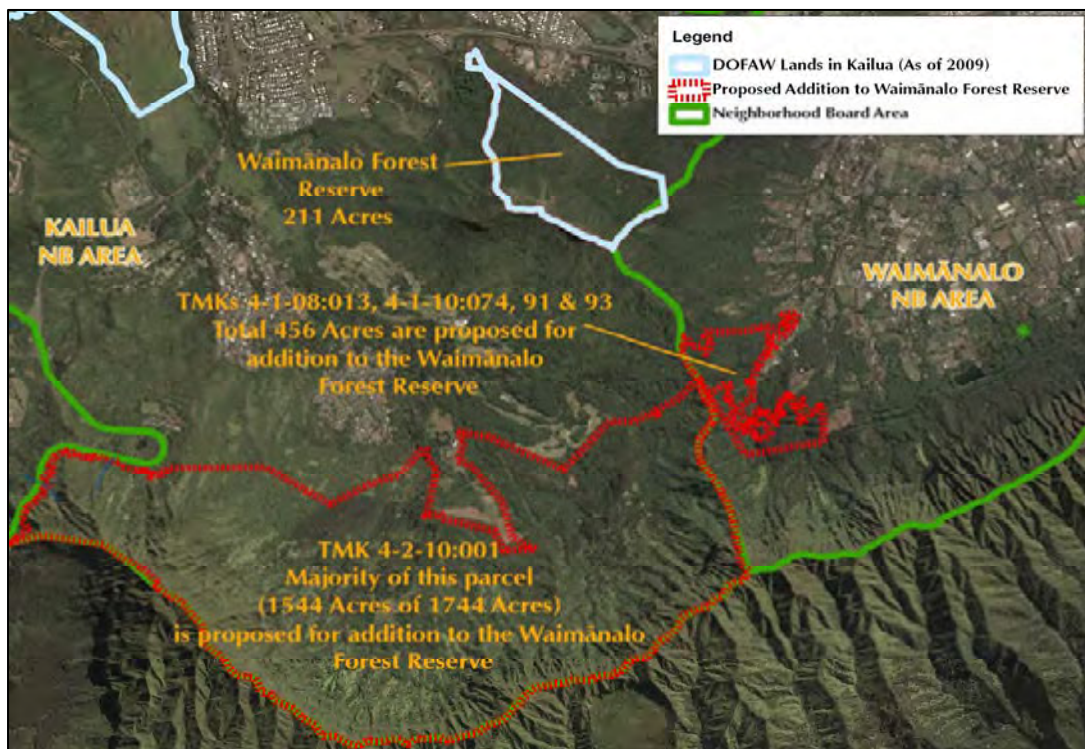 Legend
DOFAW Lands in Kailua (As of 2009)
Proposed Addition to Waimānalo Forest Reserve
Neighborhood Board Area
Waimānalo Forest
Reserve
211 Acres
KAILUA
NB AREA
WAIMĀNALO
NB AREA
TMKs 4-1-08:013, 4-1-10:074, 91 & 93
Total 456 Acres are proposed for
addition to the Waimānalo
Forest Reserve
TMK 4-2-10:001
Majority of this parcel
(1544 Acres of 1744 Acres)
is proposed for addition to the Waimānalo
Forest Reserve